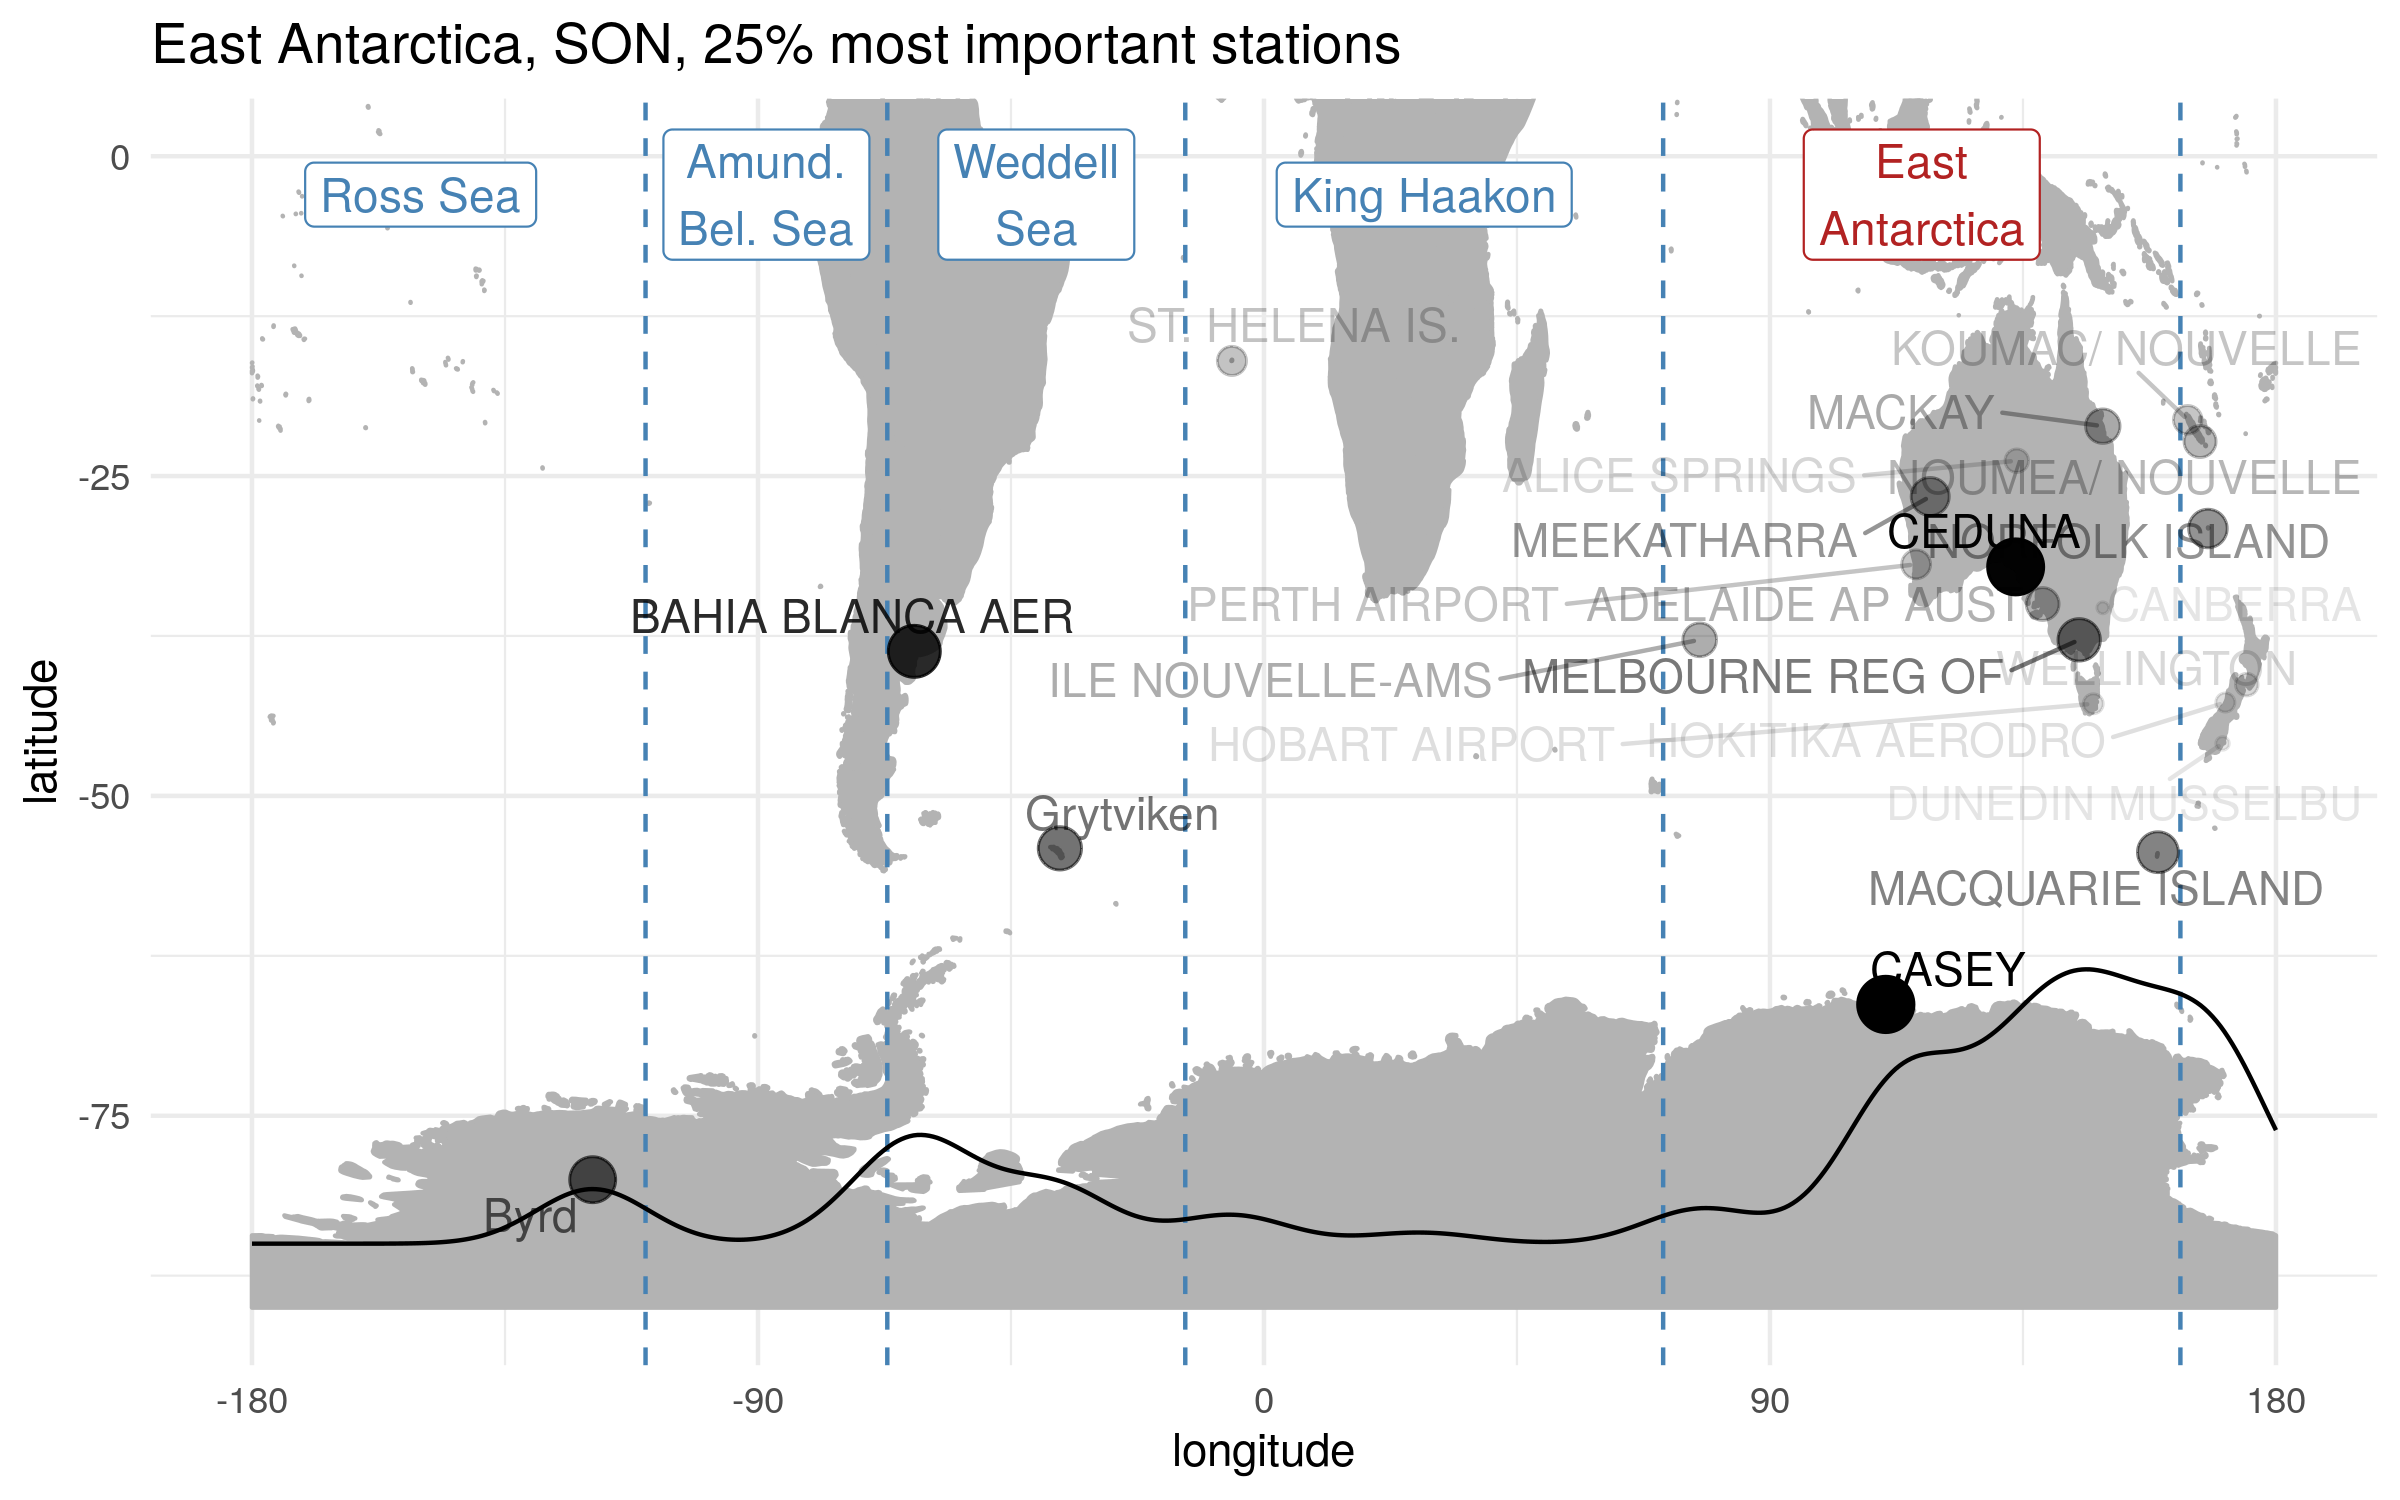 East Antarctica, SON, 25% most important stations
0
-25
-50
-75
latitude
Ross Sea
Amund.
Bel. Sea
Weddell
Sea
King Haakon
East
Antarctica
ST. HELENA IS.
KOUMAC/ NOUVELLE
MACKAY
ALICE SPRINGS
NOUMEA/ NOUVELLE
MEEKATHARRA
CEDUNA
NORFOLK ISLAND
BAHIA BLANCA AER
PERTH AIRPORT
ADELAIDE AP AUST
CANBERRA
ILE NOUVELLE-AMS
MELBOURNE REG OF
WELLINGTON
HOBART AIRPORT
HOKITIKA AERODRO
Grytviken
DUNEDIN MUSSELBU
MACQUARIE ISLAND
CASEY
Byrd
-180
-90
0
90
180
longitude